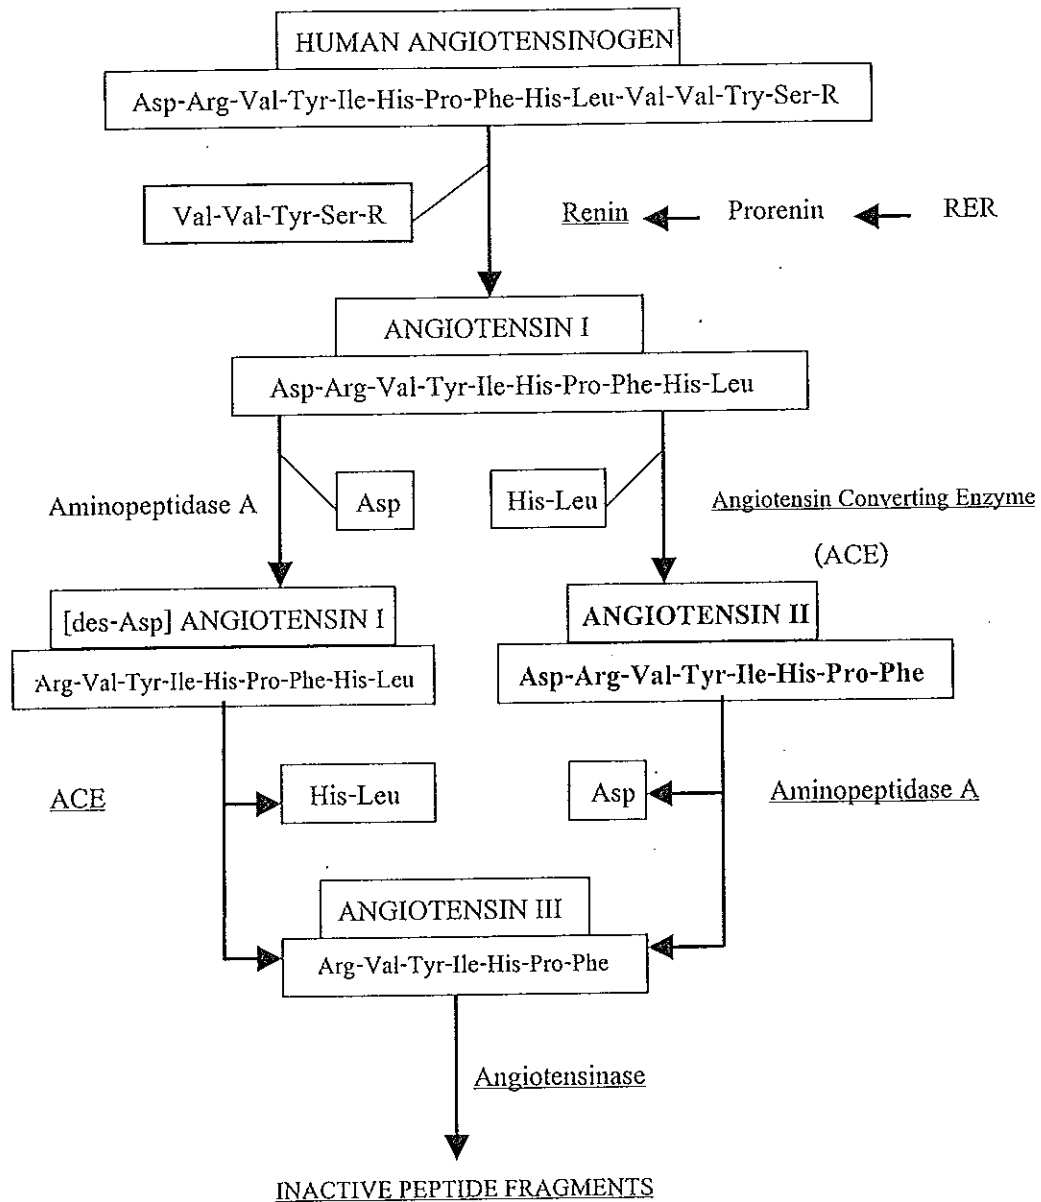 HUMAN ANGIOTENSINOGEN
Asp-Arg-Val-Tyr-Ile-His-Pro-Phe-His-Leu-Val-Val-Try-Ser-R
Val-Val-Tyr-Ser-R
Renin
Prorenin
RER
ANGIOTENSIN I
Asp-Arg-Val-Tyr-Ile-His-Pro-Phe-His-Leu
Aminopeptidase A
Asp
His-Leu
Angiotensin Converting Enzyme
(ACE)
[des-Asp] ANGIOTENSIN I
Arg-Val-Tyr-Ile-His-Pro-Phe-His-Leu
ANGIOTENSIN II
Asp-Arg-Val-Tyr-Ile-His-Pro-Phe
ACE
His-Leu
Asp
Aminopeptidase A
ANGIOTENSIN III
Arg-Val-Tyr-Ile-His-Pro-Phe
Angiotensinase
INACTIVE PEPTIDE FRAGMENTS